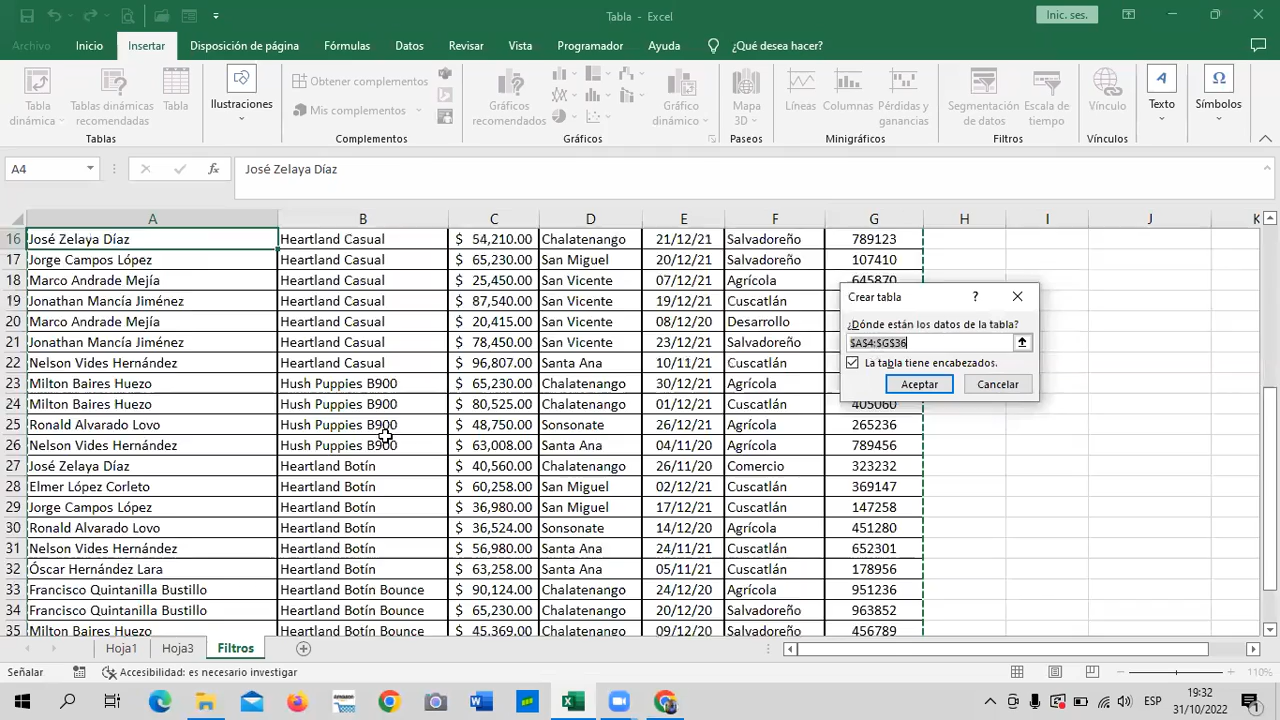 Tabla - Excel
Inic. ses.
Archivo Inicio Insertar Disposición de página Fórmulas Datos Revisar Vista Programador Ayuda ¿Qué desea hacer?
Tabla dinámica
Tablas dinámicas recomendadas
Tabla
Ilustraciones
Obtener complementos
Mis complementos
Gráficos recomendados
Gráfico dinámico
Mapa 3D
Líneas
Columnas
Pérdidas y ganancias
Segmentación de datos
Escala de tiempo
Vínculo
Texto
Símbolos
Tablas Complementos Gráficos Paseos Minigráficos Filtros Vínculos
A4 fx José Zelaya Díaz
A B C D E F G H I J K
16 José Zelaya Díaz Heartland Casual $ 54,210.00 Chalatenango 21/12/21 Salvadoreño 789123
17 Jorge Campos López Heartland Casual $ 65,230.00 San Miguel 20/12/21 Salvadoreño 107410
18 Marco Andrade Mejía Heartland Casual $ 25,450.00 San Vicente 07/12/21 Agrícola 645870
19 Jonathan Mancía Jiménez Heartland Casual $ 87,540.00 San Vicente 19/12/21 Cuscatlán
20 Marco Andrade Mejía Heartland Casual $ 20,415.00 San Vicente 08/12/20 Desarrollo
21 Jonathan Mancía Jiménez Heartland Casual $ 78,450.00 San Vicente 23/12/21 Salvadoreño
22 Nelson Vides Hernández Heartland Casual $ 96,807.00 Santa Ana 10/11/21 Cuscatlán
23 Milton Baires Huezo Hush Puppies B900 $ 65,230.00 Chalatenango 30/12/21 Agrícola
24 Milton Baires Huezo Hush Puppies B900 $ 80,525.00 Chalatenango 01/12/21 Cuscatlán 405060
25 Ronald Alvarado Lovo Hush Puppies B900 $ 48,750.00 Sonsonate 26/12/21 Agrícola 265236
26 Nelson Vides Hernández Hush Puppies B900 $ 63,008.00 Santa Ana 04/11/20 Agrícola 789456
27 José Zelaya Díaz Heartland Botín $ 40,560.00 Chalatenango 26/11/20 Comercio 323232
28 Elmer López Corleto Heartland Botín $ 60,258.00 San Miguel 02/12/21 Cuscatlán 369147
29 Jorge Campos López Heartland Botín $ 36,980.00 San Miguel 17/12/21 Cuscatlán 147258
30 Ronald Alvarado Lovo Heartland Botín $ 36,524.00 Sonsonate 14/12/20 Agrícola 451280
31 Nelson Vides Hernández Heartland Botín $ 56,980.00 Santa Ana 24/11/21 Cuscatlán 652301
32 Óscar Hernández Lara Heartland Botín $ 63,258.00 Santa Ana 05/11/21 Cuscatlán 178956
33 Francisco Quintanilla Bustillo Heartland Botín Bounce $ 90,124.00 Chalatenango 24/12/20 Agrícola 951236
34 Francisco Quintanilla Bustillo Heartland Botín Bounce $ 65,230.00 Chalatenango 20/12/20 Salvadoreño 963852
35 Milton Baires Huezo Heartland Botín Bounce $ 45,369.00 Chalatenango 09/12/20 Salvadoreño 456789
Crear tabla ?
¿Dónde están los datos de la tabla?
$A$4:$G$36
La tabla tiene encabezados.
Aceptar Cancelar
Hoja1 Hoja3 Filtros
Señalar Accesibilidad: es necesario investigar 110%
ESP
19:32
31/10/2022